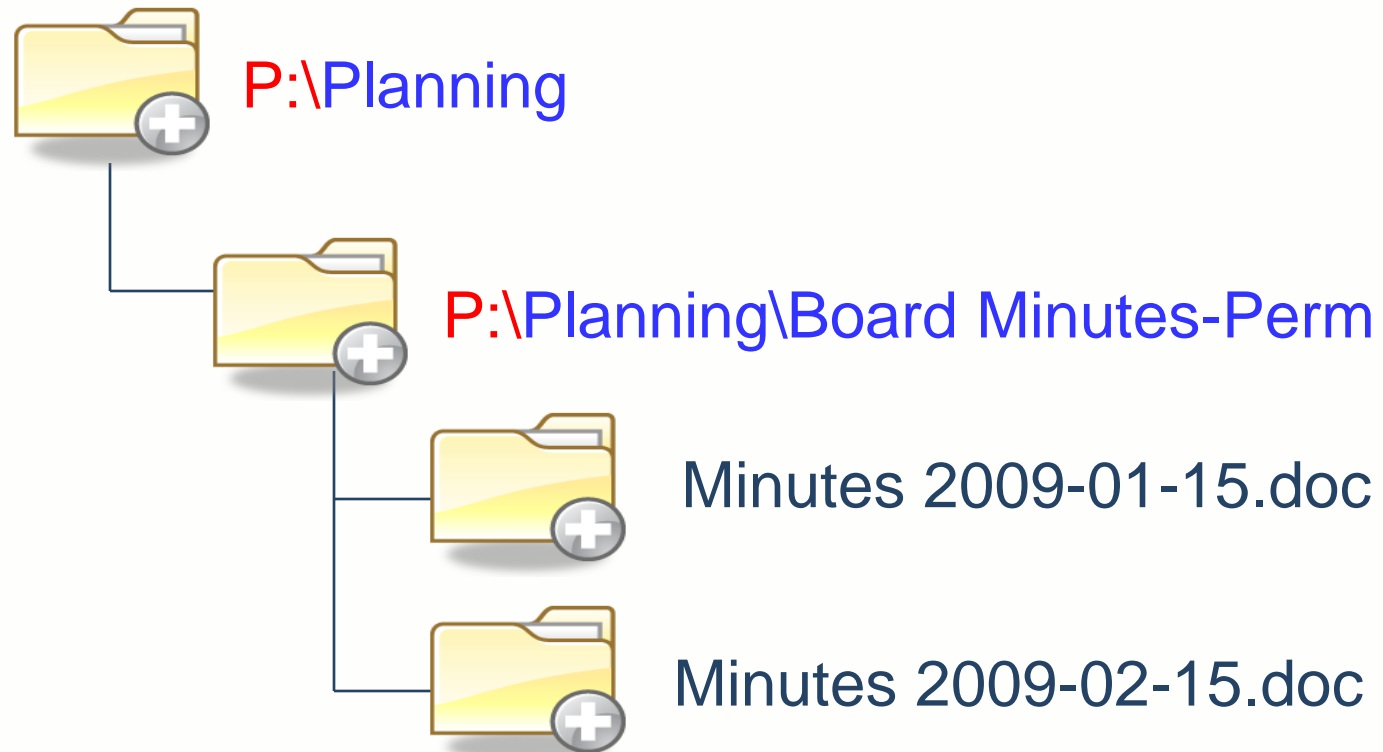 P:\Planning
P:\Planning\Board Minutes-Perm
Minutes 2009-01-15.doc
Minutes 2009-02-15.doc